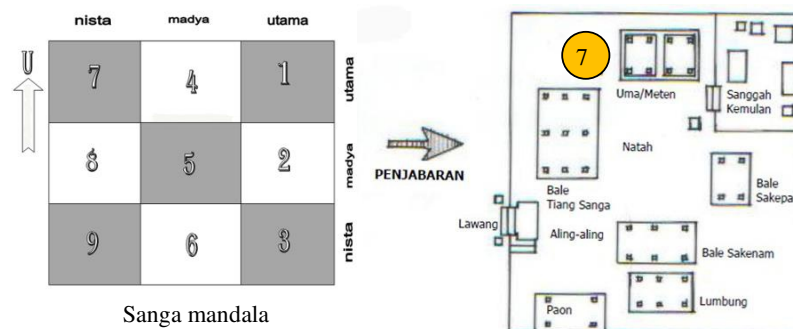 nista madya utama
U
7 4 1
utama
8 5 2
madya
9 6 3
nista
Sanga mandala
PENJABARAN
7
Uma/Meten
Sanggah
Kemulan
Natah
Bale
Tiang Sanga
Bale
Sakepa
Lawang
Aling-aling
Bale Sakenam
Lumbung
Paon